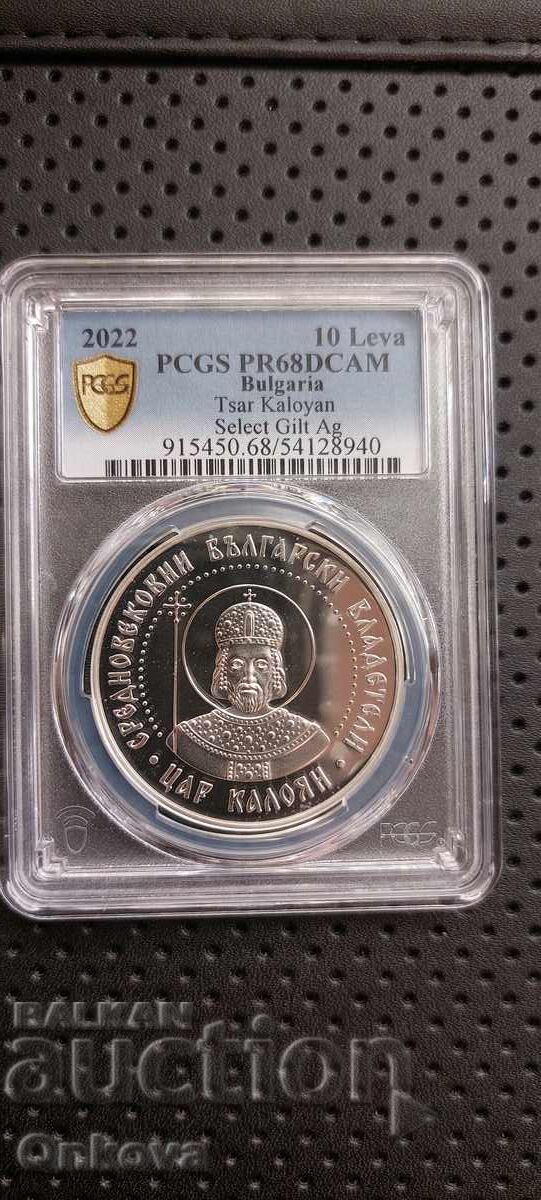 2022 10 Leva
PCGS PR68DCAM
Bulgaria
Tsar Kaloyan
Select Gilt Ag
915450.68/54128940
PCGS
СРЕДНОВЕКОВНИ БЪЛГАРСКИ ВЛАДЕТЕЛИ
ЦАР КАЛОЯН
PCGS
BALKAN
auction
Onkova